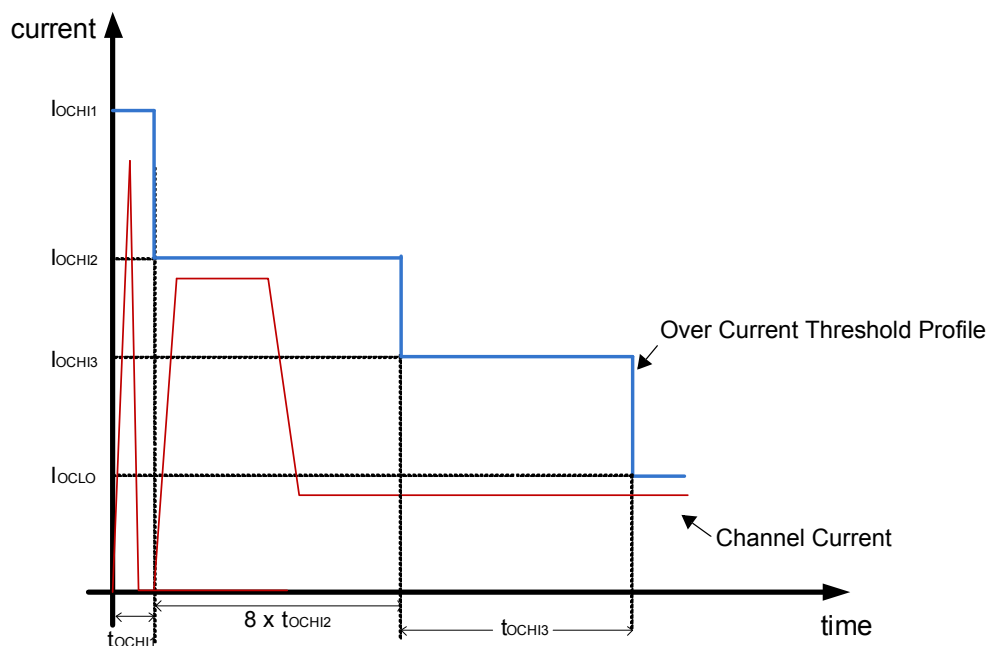 current
IOCHI1
IOCHI2
IOCHI3
IOCLO
Over Current Threshold Profile
Channel Current
8 x tOCHI2
tOCHI1
tOCHI3
time